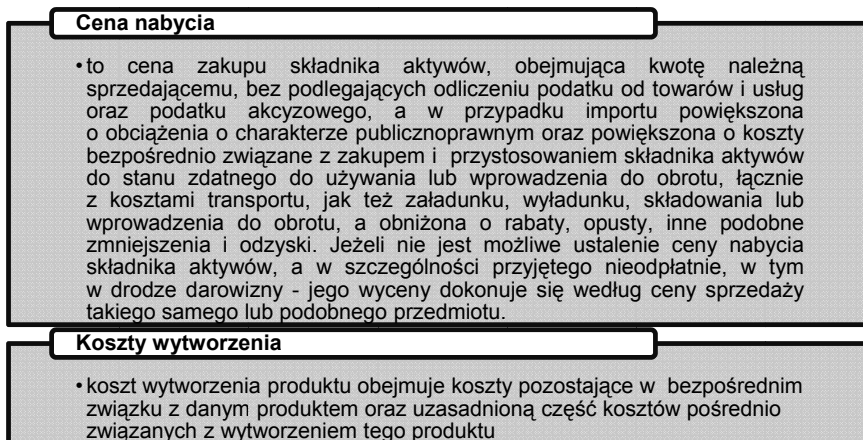 Cena nabycia
• to cena zakupu składnika aktywów, obejmująca kwotę należną
sprzedającemu, bez podlegających odliczeniu podatku od towarów i usług
oraz podatku akcyzowego, a w przypadku importu powiększona
o obciążenia o charakterze publicznoprawnym oraz powiększona o koszty
bezpośrednio związane z zakupem i przystosowaniem składnika aktywów
do stanu zdatnego do używania lub wprowadzenia do obrotu, łącznie
z kosztami transportu, jak też załadunku, wyładunku, składowania lub
wprowadzenia do obrotu, a obniżona o rabaty, opusty, inne podobne
zmniejszenia i odzyski. Jeżeli nie jest możliwe ustalenie ceny nabycia
składnika aktywów, a w szczególności przyjętego nieodpłatnie, w tym
w drodze darowizny - jego wyceny dokonuje się według ceny sprzedaży
takiego samego lub podobnego przedmiotu.
Koszty wytworzenia
• koszt wytworzenia produktu obejmuje koszty pozostające w bezpośrednim
związku z danym produktem oraz uzasadnioną część kosztów pośrednio
związanych z wytworzeniem tego produktu